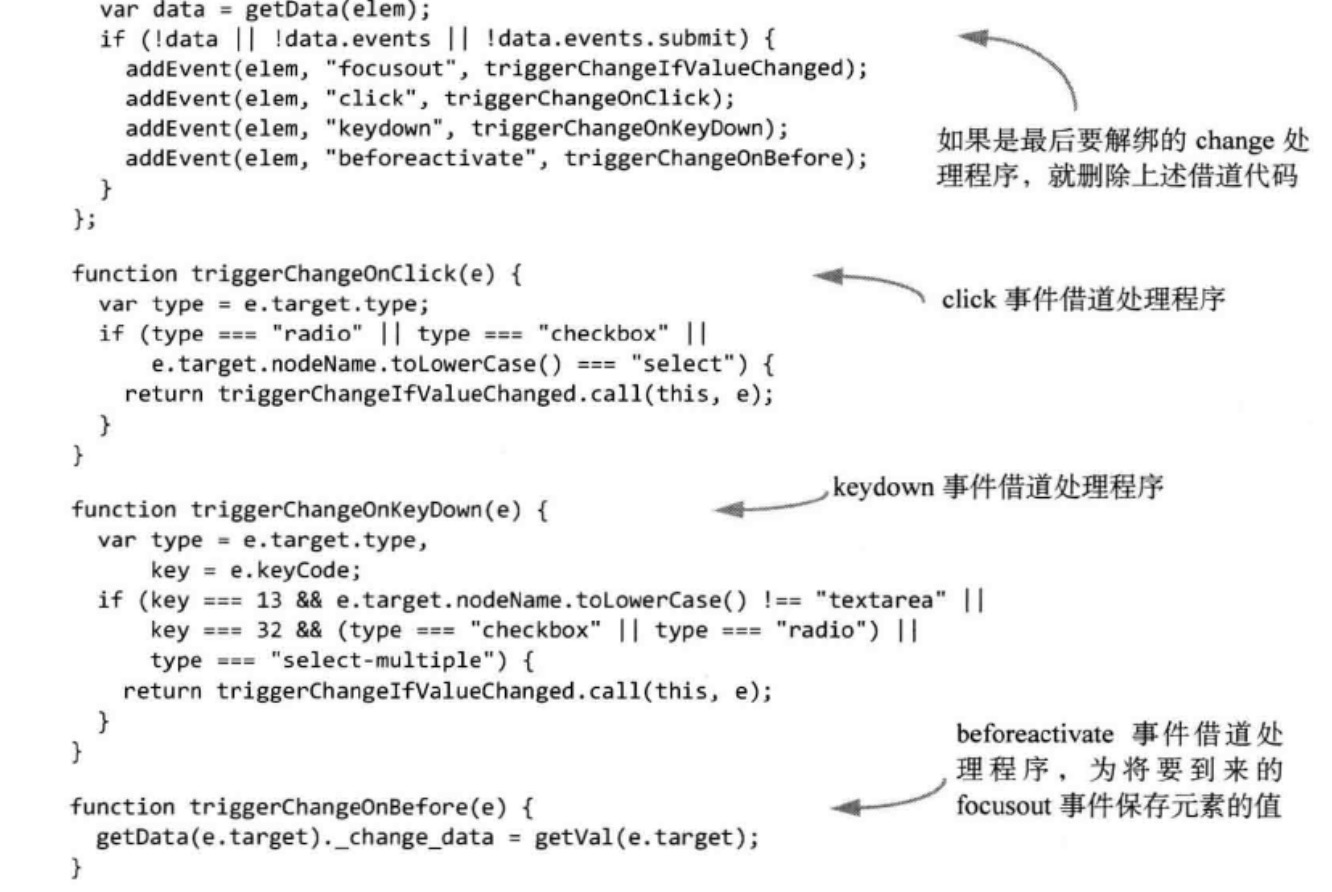 var data = getData(elem);
if (!data || !data.events || !data.events.submit) {
addEvent(elem, "focusout", triggerChangeIfValueChanged);
addEvent(elem, "click", triggerChangeOnClick);
addEvent(elem, "keydown", triggerChangeOnKeyDown);
addEvent(elem, "beforeactivate", triggerChangeOnBefore);
}
};
如果是最后要解绑的 change 处
理程序，就删除上述借道代码
function triggerChangeOnClick(e) {
click 事件借道处理程序
var type = e.target.type;
if (type === "radio" || type === "checkbox" ||
e.target.nodeName.toLowerCase() === "select") {
return triggerChangeIfValueChanged.call(this, e);
}
}
keydown 事件借道处理程序
function triggerChangeOnKeyDown(e) {
var type = e.target.type,
key = e.keyCode;
if (key === 13 && e.target.nodeName.toLowerCase() !== "textarea" ||
key === 32 && (type === "checkbox" || type === "radio") ||
type === "select-multiple") {
return triggerChangeIfValueChanged.call(this, e);
}
}
beforeactivate 事件借道处
理程序，为将要到来的
focusout 事件保存元素的值
function triggerChangeOnBefore(e) {
getData(e.target)._change_data = getVal(e.target);
}